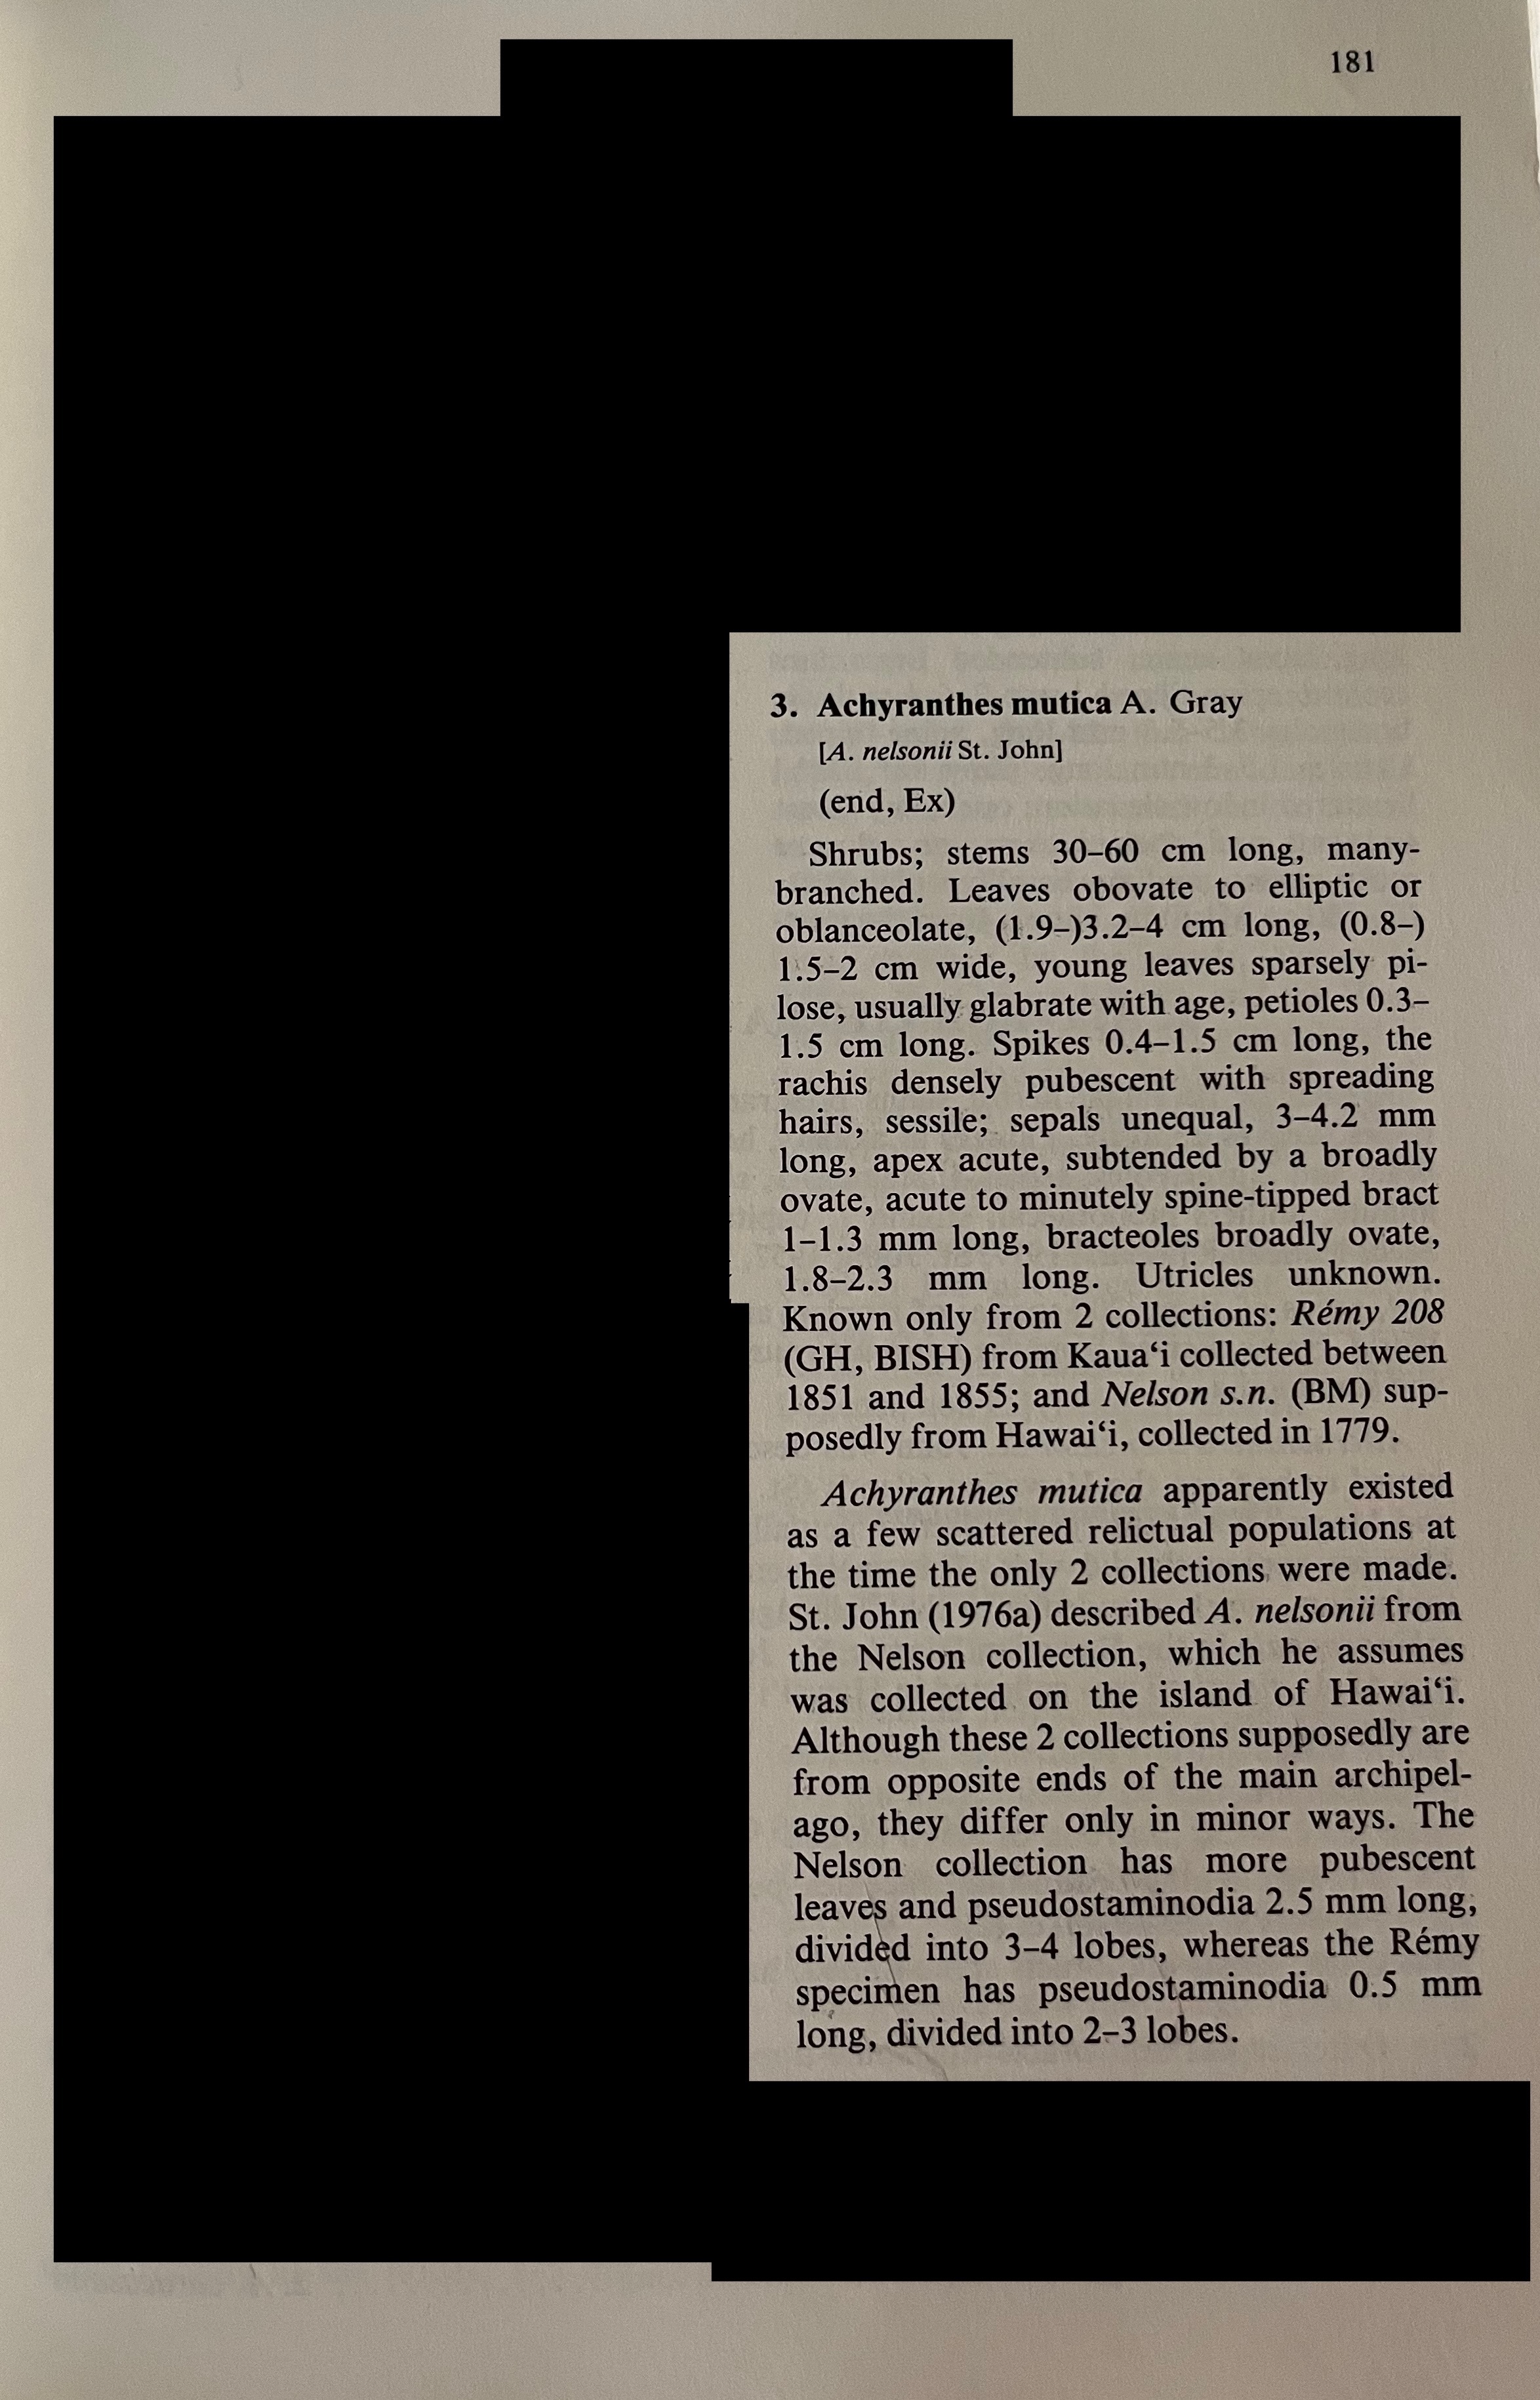 181
3. Achyranthes mutica A. Gray
[A. nelsonii St. John]
(end, Ex)
Shrubs; stems 30–60 cm long, many-
branched. Leaves obovate to elliptic or
oblanceolate, (1.9–)3.2–4 cm long, (0.8–)
1.5–2 cm wide, young leaves sparsely pi-
lose, usually glabrate with age, petioles 0.3–
1.5 cm long. Spikes 0.4–1.5 cm long, the
rachis densely pubescent with spreading
hairs, sessile; sepals unequal, 3–4.2 mm
long, apex acute, subtended by a broadly
ovate, acute to minutely spine-tipped bract
1–1.3 mm long, bracteoles broadly ovate,
1.8–2.3 mm long. Utricles unknown.
Known only from 2 collections: Rémy 208
(GH, BISH) from Kauaʻi collected between
1851 and 1855; and Nelson s.n. (BM) sup-
posedly from Hawaiʻi, collected in 1779.
Achyranthes mutica apparently existed
as a few scattered relictual populations at
the time the only 2 collections were made.
St. John (1976a) described A. nelsonii from
the Nelson collection, which he assumes
was collected on the island of Hawaiʻi.
Although these 2 collections supposedly are
from opposite ends of the main archipel-
ago, they differ only in minor ways. The
Nelson collection has more pubescent
leaves and pseudostaminodia 2.5 mm long,
divided into 3–4 lobes, whereas the Rémy
specimen has pseudostaminodia 0.5 mm
long, divided into 2–3 lobes.